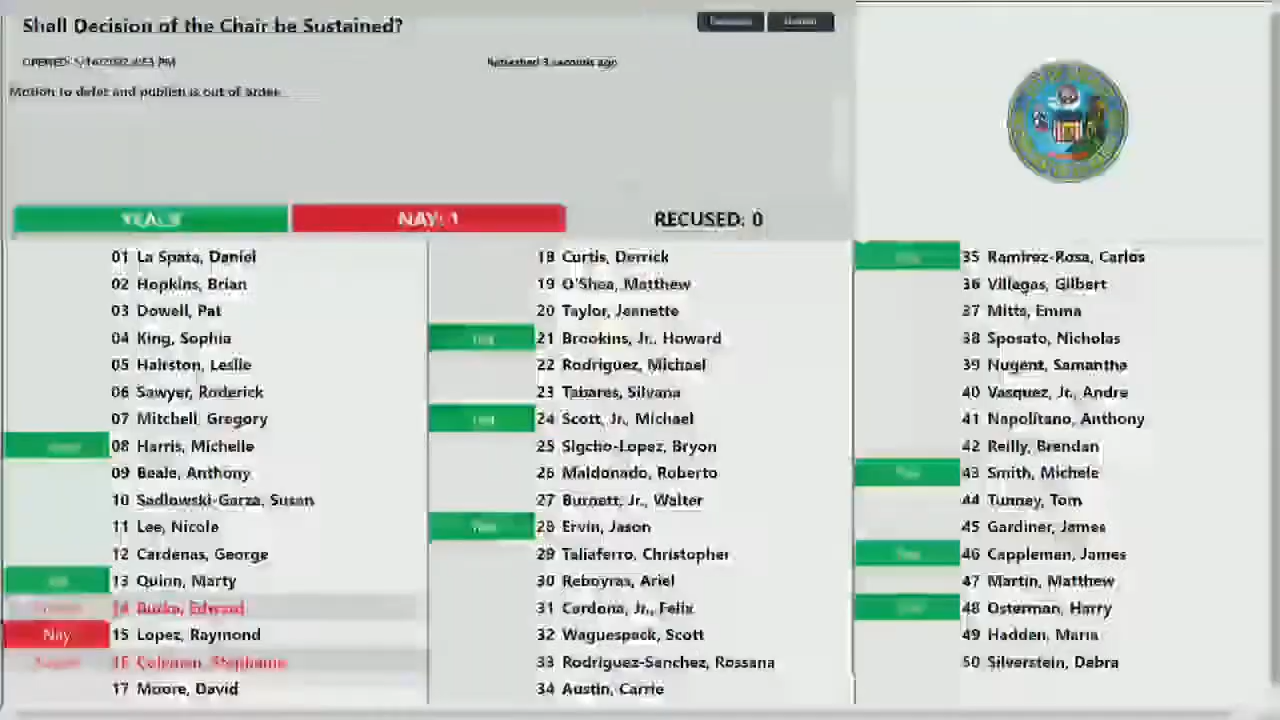 Shall Decision of the Chair be Sustained?
Refreshed 3 seconds ago
Motion to defer and publish is out of order
YEA:
NAY: 1
RECUSED: 0
01 La Spata, Daniel
02 Hopkins, Brian
03 Dowell, Pat
04 King, Sophia
05 Hairston, Leslie
06 Sawyer, Roderick
07 Mitchell, Gregory
08 Harris, Michelle
09 Beale, Anthony
10 Sadlowski-Garza, Susan
11 Lee, Nicole
12 Cardenas, George
13 Quinn, Marty
14 Burke, Edward
Nay 15 Lopez, Raymond
16 Coleman, Stephanie
17 Moore, David
18 Curtis, Derrick
19 O'Shea, Matthew
20 Taylor, Jeanette
21 Brookins, Jr., Howard
22 Rodriguez, Michael
23 Tabares, Silvana
24 Scott, Jr., Michael
25 Sigcho-Lopez, Bryon
26 Maldonado, Roberto
27 Burnett, Jr., Walter
28 Ervin, Jason
29 Taliaferro, Christopher
30 Reboyras, Ariel
31 Cardona, Jr., Felix
32 Waguespack, Scott
33 Rodriguez-Sanchez, Rossana
34 Austin, Carrie
35 Ramirez-Rosa, Carlos
36 Villegas, Gilbert
37 Mitts, Emma
38 Sposato, Nicholas
39 Nugent, Samantha
40 Vasquez, Jr., Andre
41 Napolitano, Anthony
42 Reilly, Brendan
43 Smith, Michele
44 Tunney, Tom
45 Gardiner, James
46 Cappleman, James
47 Martin, Matthew
48 Osterman, Harry
49 Hadden, Maria
50 Silverstein, Debra